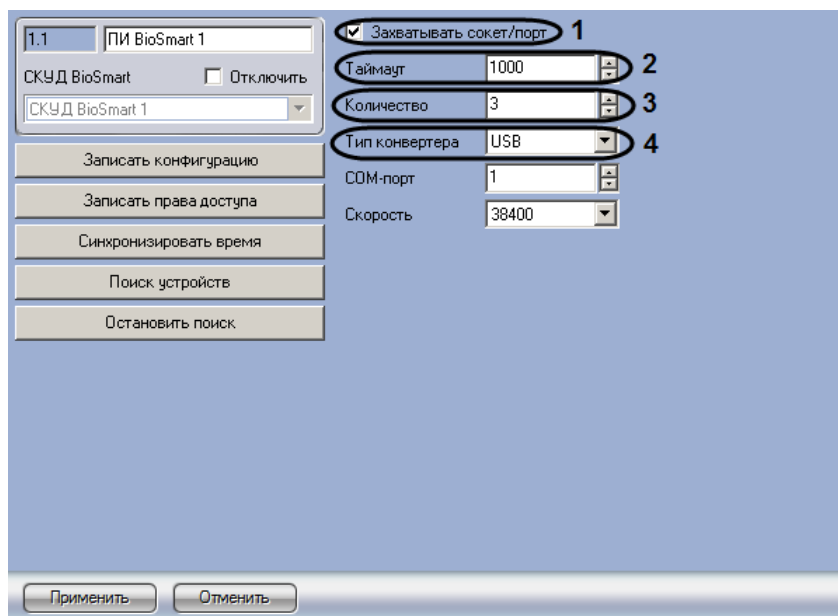 1.1 ПИ BioSmart 1
СКУД BioSmart Отключить
СКУД BioSmart 1
Записать конфигурацию
Записать права доступа
Синхронизировать время
Поиск устройств
Остановить поиск
Захватывать сокет/порт 1
Таймаут 1000 2
Количество 3 3
Тип конвертера USB 4
COM-порт 1
Скорость 38400
Применить Отменить